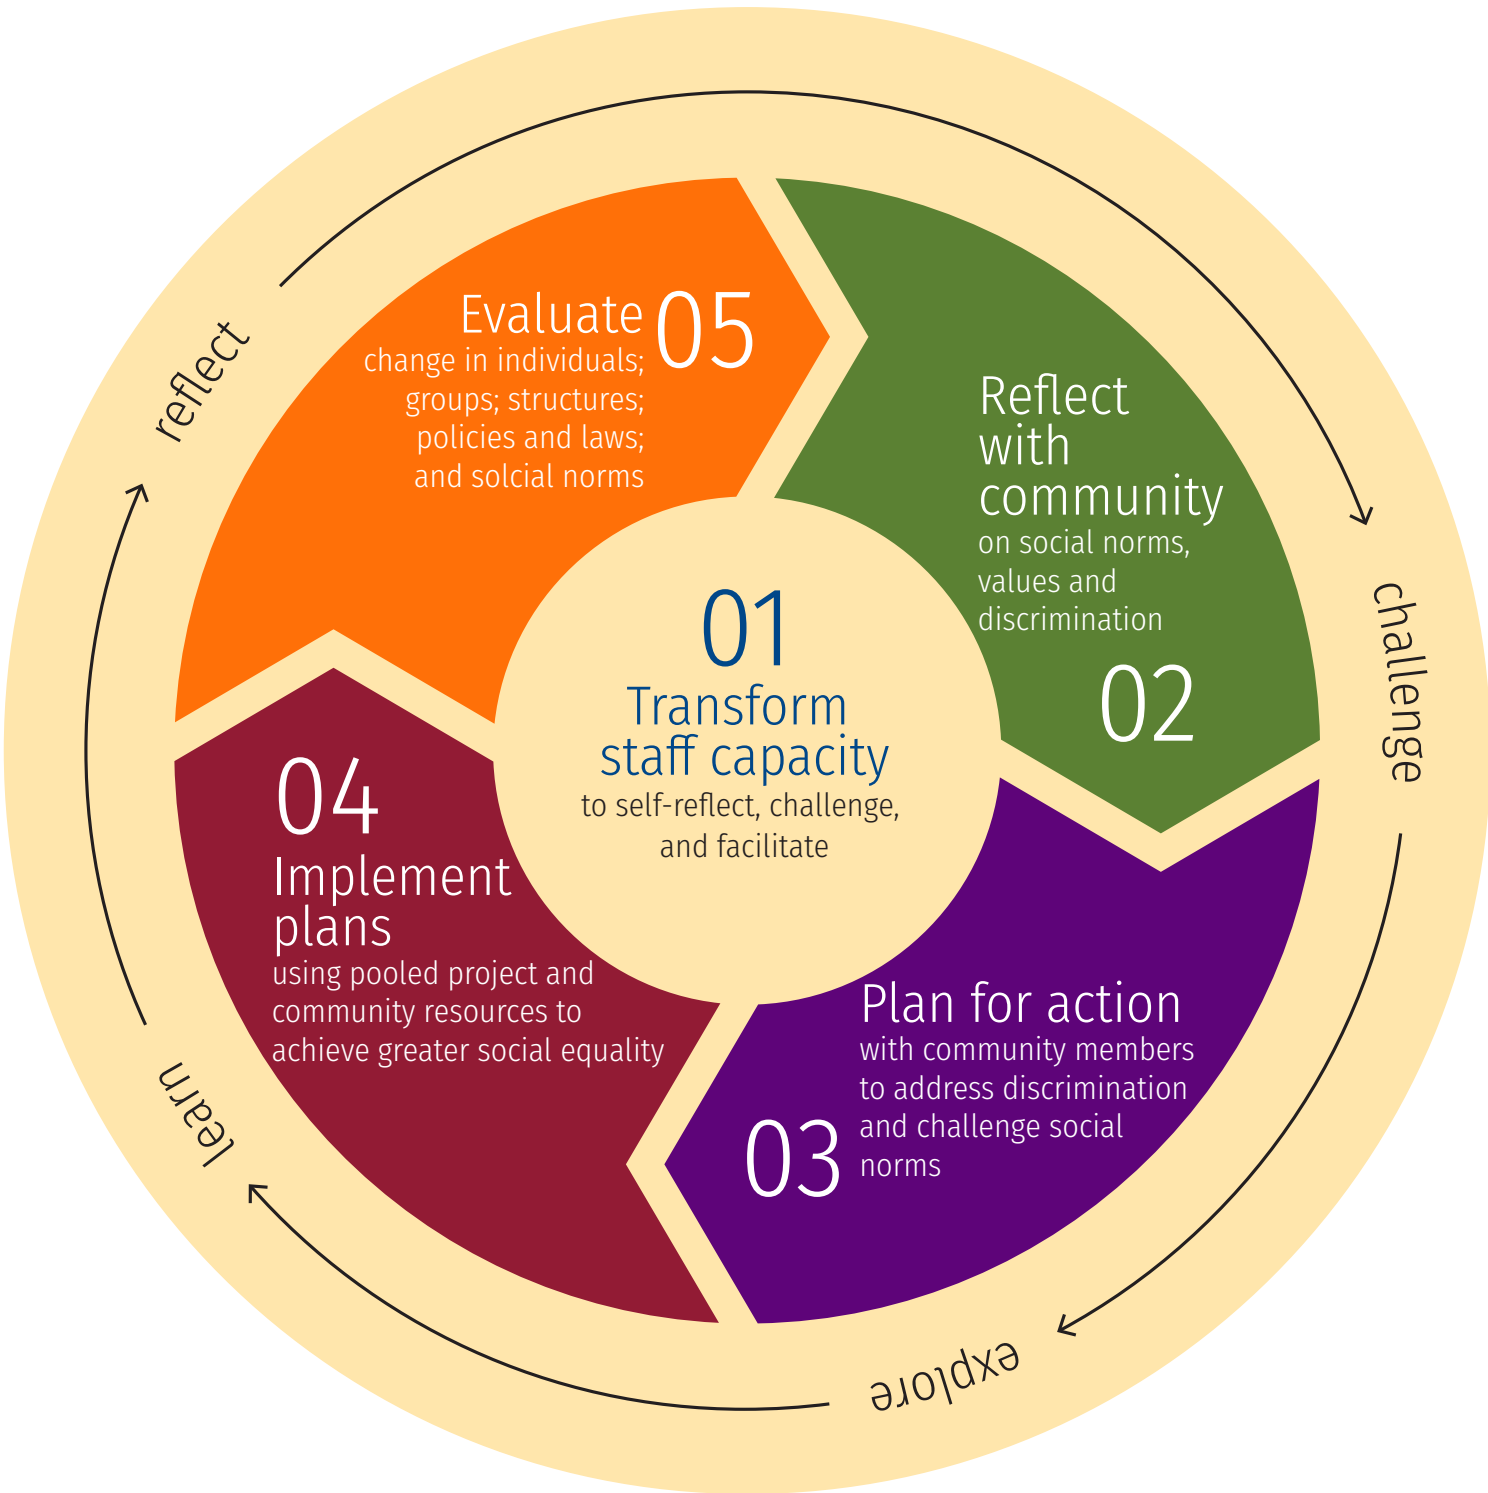 01
Transform
staff capacity
to self-reflect, challenge,
and facilitate
Reflect
with
community
on social norms,
values and
discrimination
02
Plan for action
with community members
to address discrimination
and challenge social
norms
03
04
Implement
plans
using pooled project and
community resources to
achieve greater social equality
Evaluate
change in individuals;
groups; structures;
policies and laws;
and solcial norms
05
reflect
challenge
explore
learn